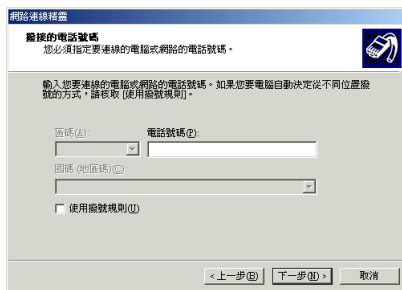 網路連線精靈
撥接的電話號碼
您必須指定要連線的電腦或網路的電話號碼。
輸入您要連線的電腦或網路的電話號碼。如果您要電腦自動決定從不同位置撥
號的方式，請核取 [使用撥號規則]。
區碼(A):
電話號碼(P):
國碼 (地區碼)(C):
使用撥號規則(U)
<上一步(B)
下一步(N) >
取消